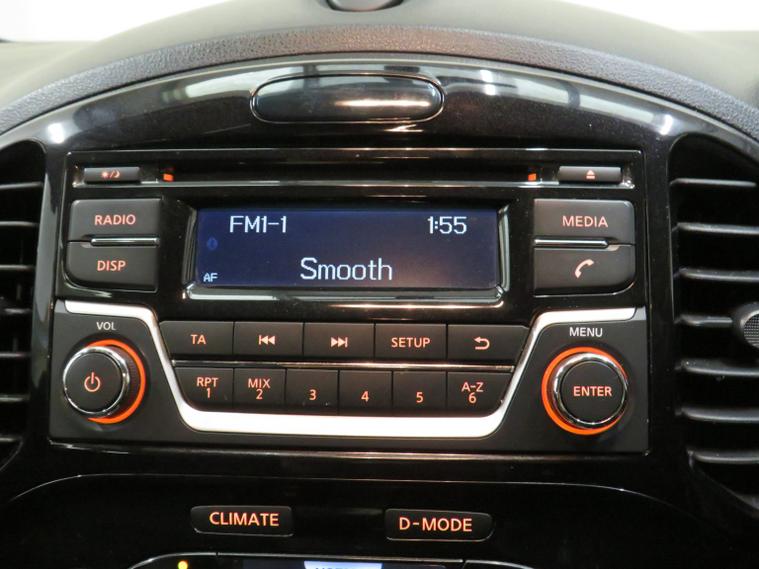 RADIO
DISP
FM1-1 1:55
AF Smooth
MEDIA
VOL
TA
SETUP
MENU
RPT 1
MIX 2
3
4
5
A-Z 6
ENTER
CLIMATE
D-MODE